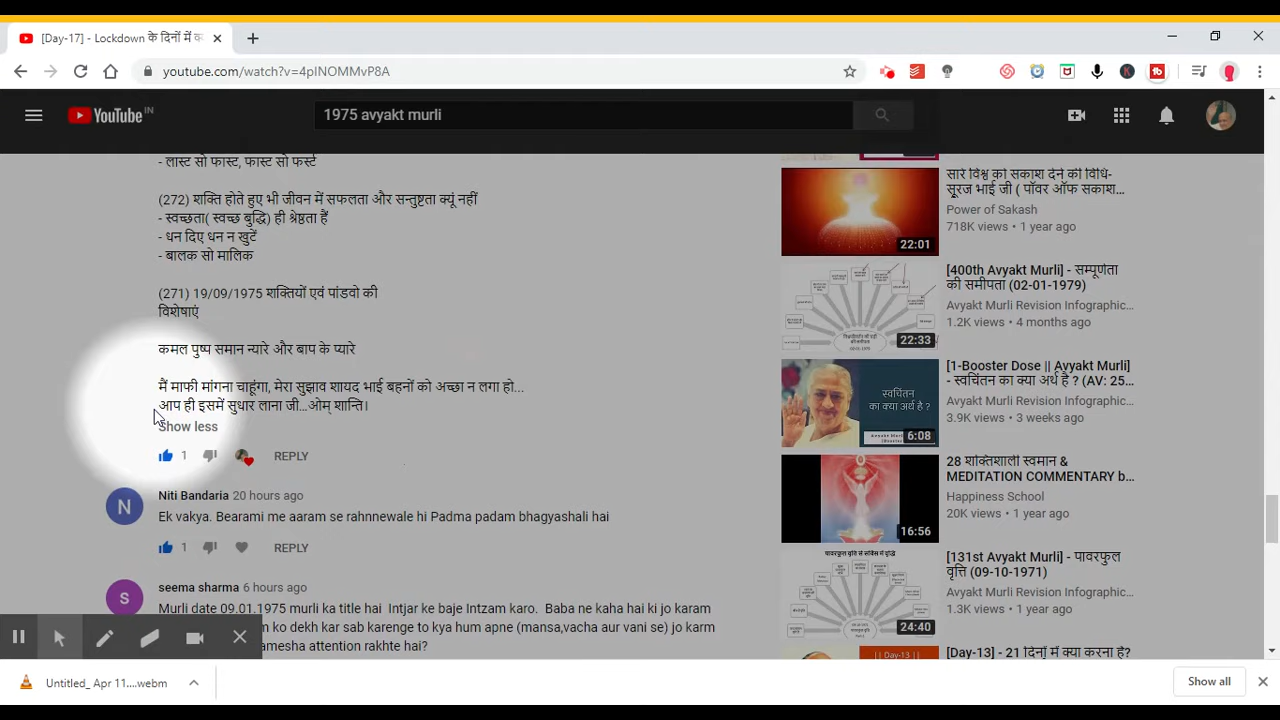 [Day-17] - Lockdown के दिनों में क
youtube.com/watch?v=4pINOMMvP8A
YouTube IN
1975 avyakt murli
- लास्ट सो फास्ट, फास्ट सो फर्स्ट
(272) शक्ति होते हुए भी जीवन में सफलता और सन्तुष्टता क्यूं नहीं
- स्वच्छता( स्वच्छ बुद्धि) ही श्रेष्ठता हैं
- धन दिए धन न खुटें
- बालक सो मालिक
(271) 19/09/1975 शक्तियों एवं पांडवो की
विशेषाएं
कमल पुष्प समान न्यारे और बाप के प्यारे
मैं माफी मांगना चाहूंगा, मेरा सुझाव शायद भाई बहनों को अच्छा न लगा हो...
आप ही इसमें सुधार लाना जी...ओम् शान्ति।
Show less
1 REPLY
N
Niti Bandaria 20 hours ago
Ek vakya. Bearami me aaram se rahnnewale hi Padma padam bhagyashali hai
1 REPLY
S
seema sharma 6 hours ago
Murli date 09.01.1975 murli ka title hai Intjar ke baje Intzam karo. Baba ne kaha hai ki jo karam
ko dekh kar sab karenge to kya hum apne (mansa,vacha aur vani se) jo karm
amesha attention rakhte hai?
सारे विश्व को सकाश देने की विधि-
सूरज भाई जी ( पॉवर ऑफ सकाश...
Power of Sakash
718K views • 1 year ago
22:01
[400th Avyakt Murli] - सम्पूर्णता
की समीपता (02-01-1979)
Avyakt Murli Revision Infographic...
1.2K views • 4 months ago
22:33
[1-Booster Dose || Avyakt Murli]
- स्वचिंतन का क्या अर्थ है ? (AV: 25...
Avyakt Murli Revision Infographic...
3.9K views • 3 weeks ago
स्वचिंतन
का क्या अर्थ है ?
6:08
28 शक्तिशाली स्वमान &
MEDITATION COMMENTARY b...
Happiness School
20K views • 1 year ago
16:56
[131st Avyakt Murli] - पावरफुल
वृत्ति (09-10-1971)
Avyakt Murli Revision Infographic...
1.3K views • 1 year ago
पावरफुल वृत्ति से सर्विस में वृद्धि
24:40
[Day-13] - 21 दिनों में क्या करना है?
|| Day-13 ||
Untitled_ Apr 11....webm
Show all